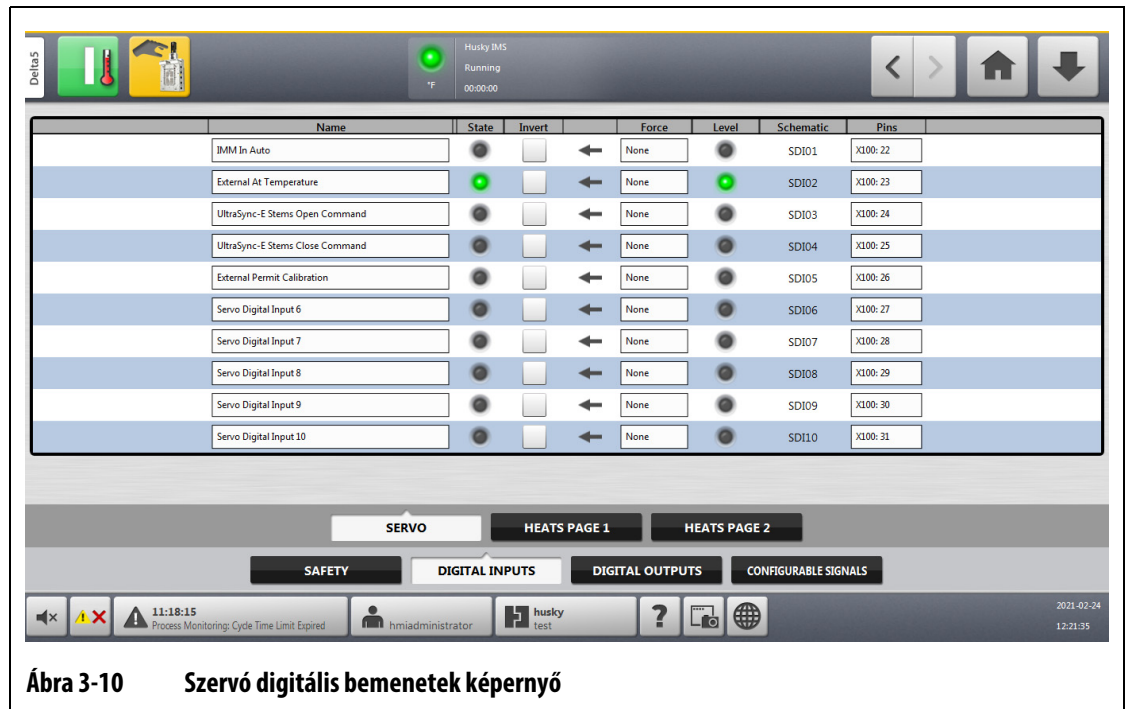 Delta5
Husky IMS
Running
°F 00:00:00
Name State Invert Force Level Schematic Pins
IMM In Auto None SDI01 X100: 22
External At Temperature None SDI02 X100: 23
UltraSync-E Stems Open Command None SDI03 X100: 24
UltraSync-E Stems Close Command None SDI04 X100: 25
External Permit Calibration None SDI05 X100: 26
Servo Digital Input 6 None SDI06 X100: 27
Servo Digital Input 7 None SDI07 X100: 28
Servo Digital Input 8 None SDI08 X100: 29
Servo Digital Input 9 None SDI09 X100: 30
Servo Digital Input 10 None SDI10 X100: 31
SERVO HEATS PAGE 1 HEATS PAGE 2
SAFETY DIGITAL INPUTS DIGITAL OUTPUTS CONFIGURABLE SIGNALS
11:18:15
Process Monitoring: Cycle Time Limit Expired
hmiadministrator
husky
test
?
2021-02-24
12:21:35
Ábra 3-10 Szervó digitális bemenetek képernyő